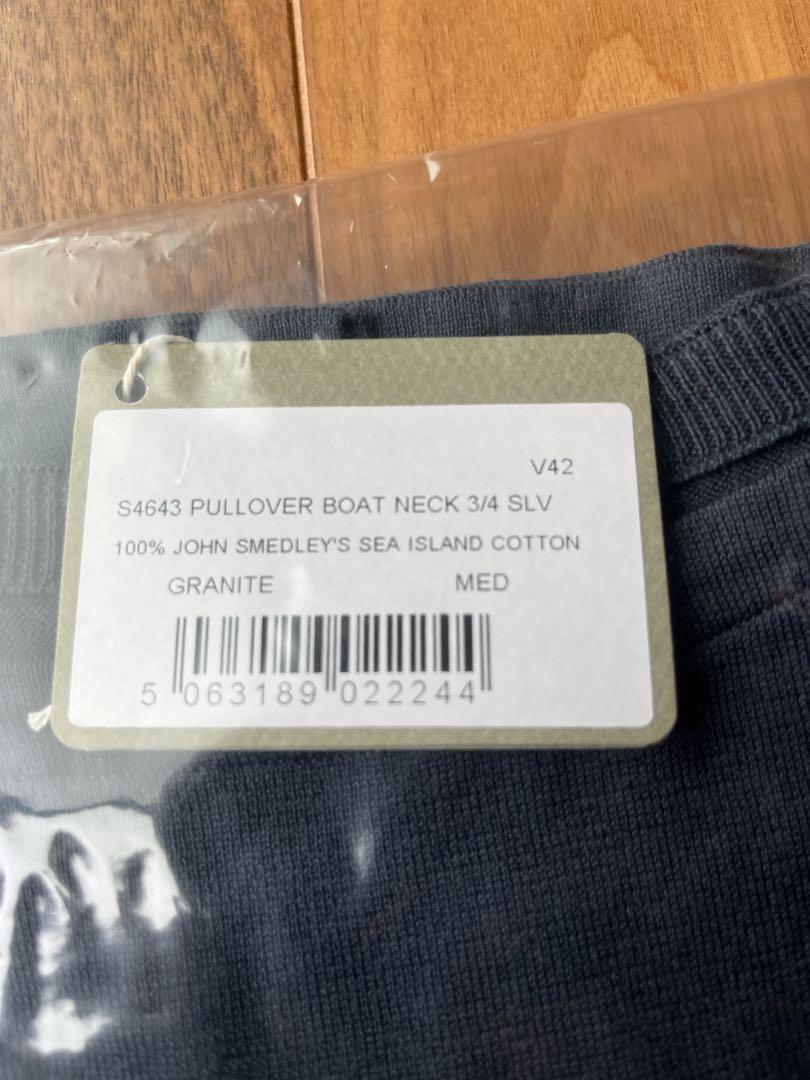 V42
S4643 PULLOVER BOAT NECK 3/4 SLV
100% JOHN SMEDLEY'S SEA ISLAND COTTON
GRANITE MED
5 063189 022244